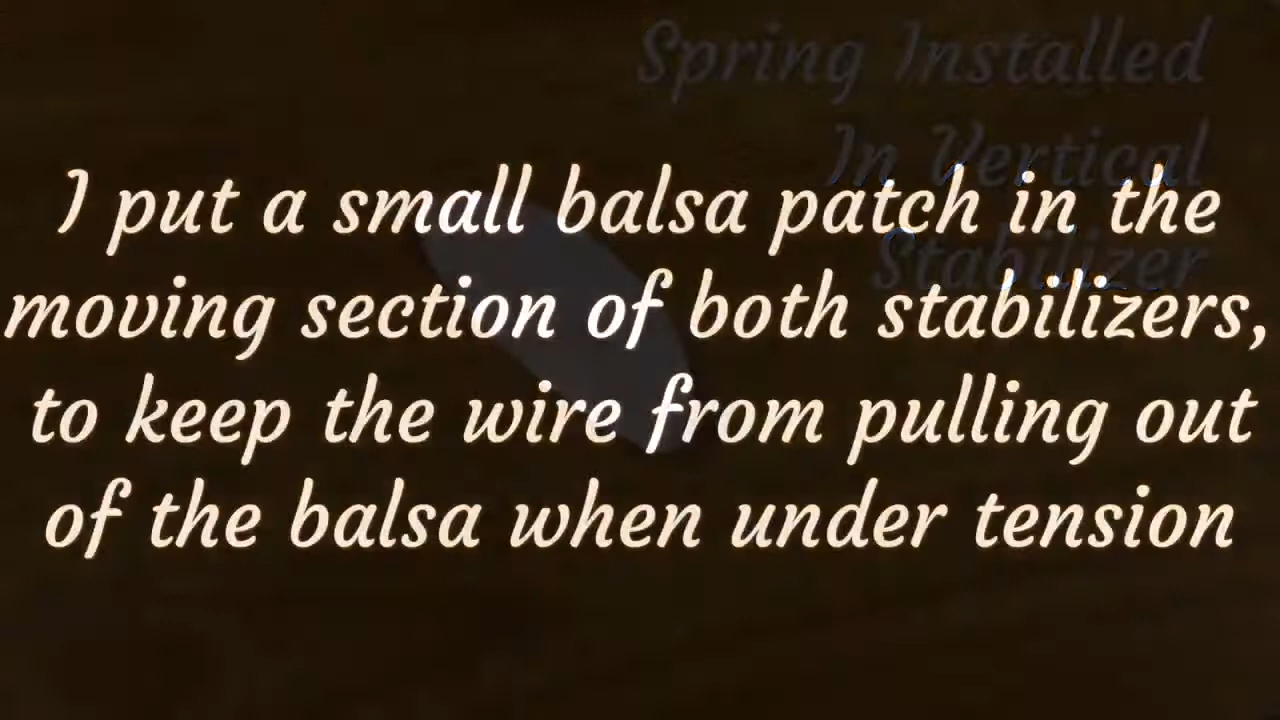 Spring Installed
In Vertical
Stabilizer
I put a small balsa patch in the
moving section of both stabilizers,
to keep the wire from pulling out
of the balsa when under tension